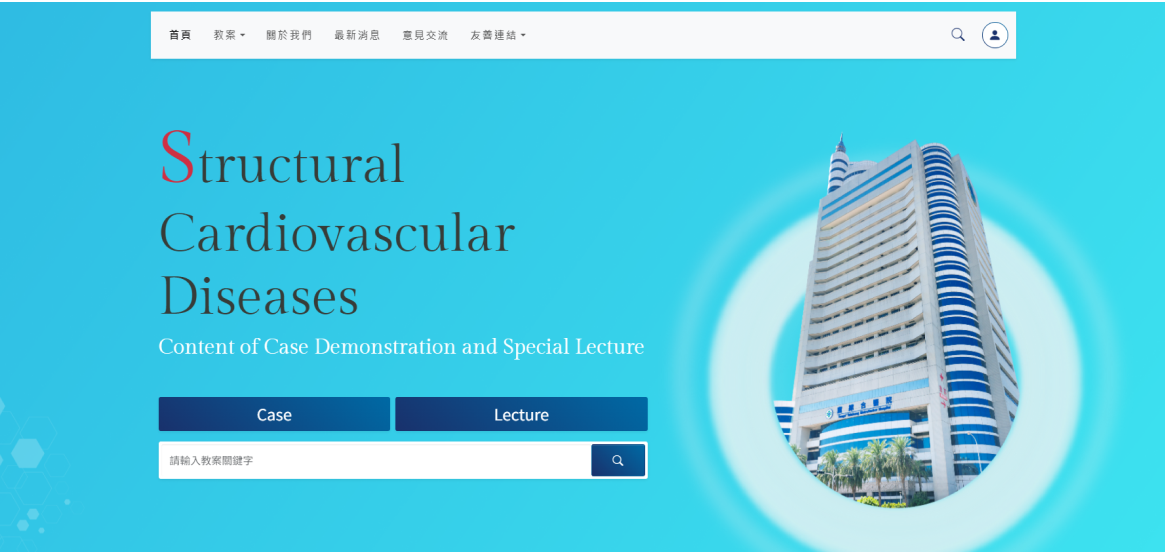 首頁 教案 關於我們 最新消息 意見交流 友善連結
Structural
Cardiovascular
Diseases
Content of Case Demonstration and Special Lecture
Case Lecture
請輸入教案關鍵字